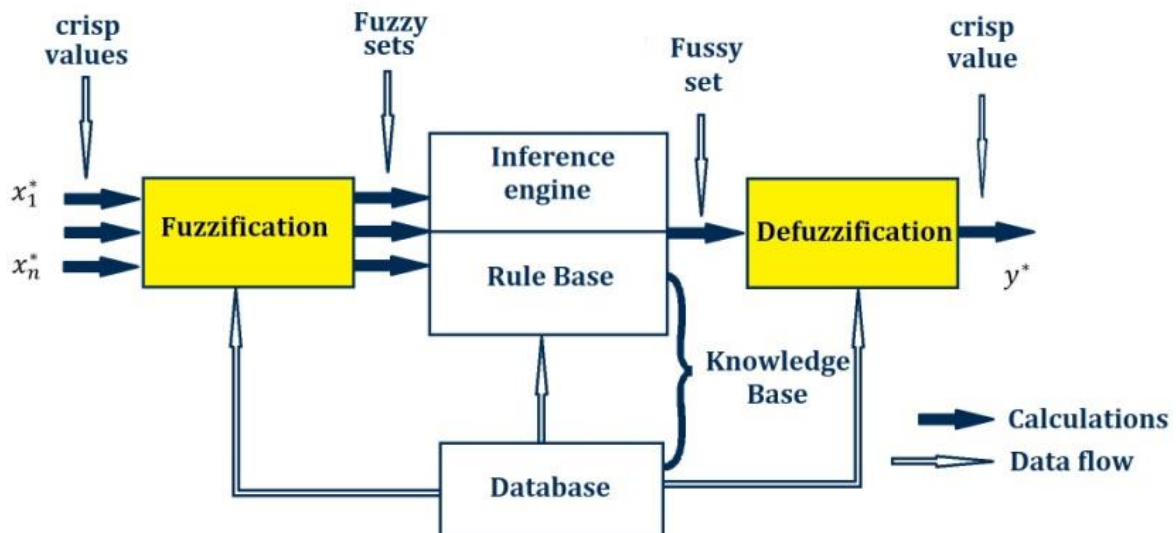 crisp
values
Fuzzy
sets
Fussy
set
crisp
value
Inference
engine
x₁*
Fuzzification
Defuzzification
xₙ*
Rule Base
y*
Knowledge
Base
Calculations
Data flow
Database